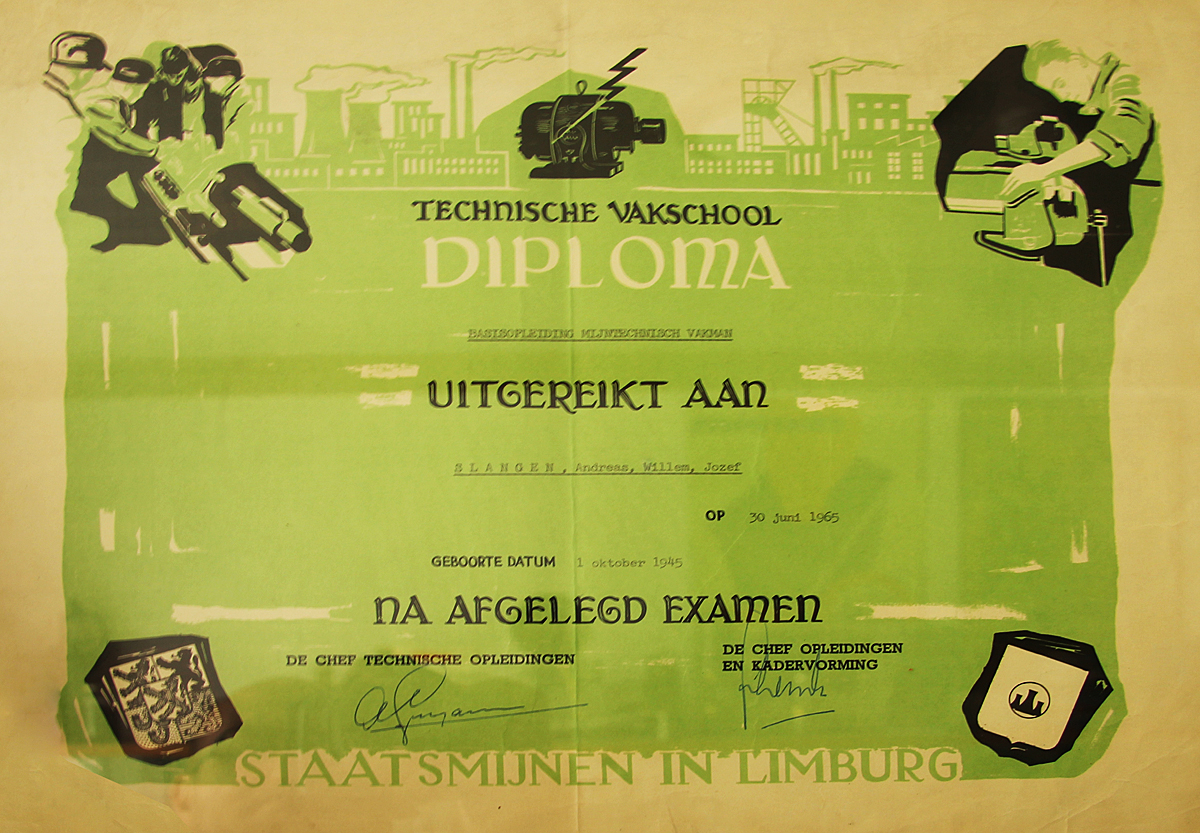 TECHNISCHE VAKSCHOOL
DIPLOMA
BASISOPLEIDING MIJNTECHNISCH VAKMAN
UITGEREIKT AAN
S L A N G E N , Andreas, Willem, Jozef
OP 30 juni 1965
GEBOORTE DATUM 1 oktober 1945
NA AFGELEGD EXAMEN
DE CHEF TECHNISCHE OPLEIDINGEN
DE CHEF OPLEIDINGEN
EN KADERVORMING
STAATSMIJNEN IN LIMBURG